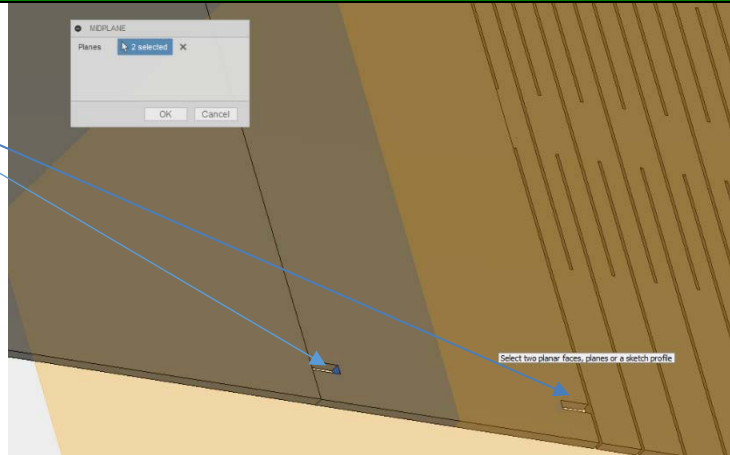 MIDPLANE
Planes 2 selected
OK Cancel
Select two planar faces, planes or a sketch profile